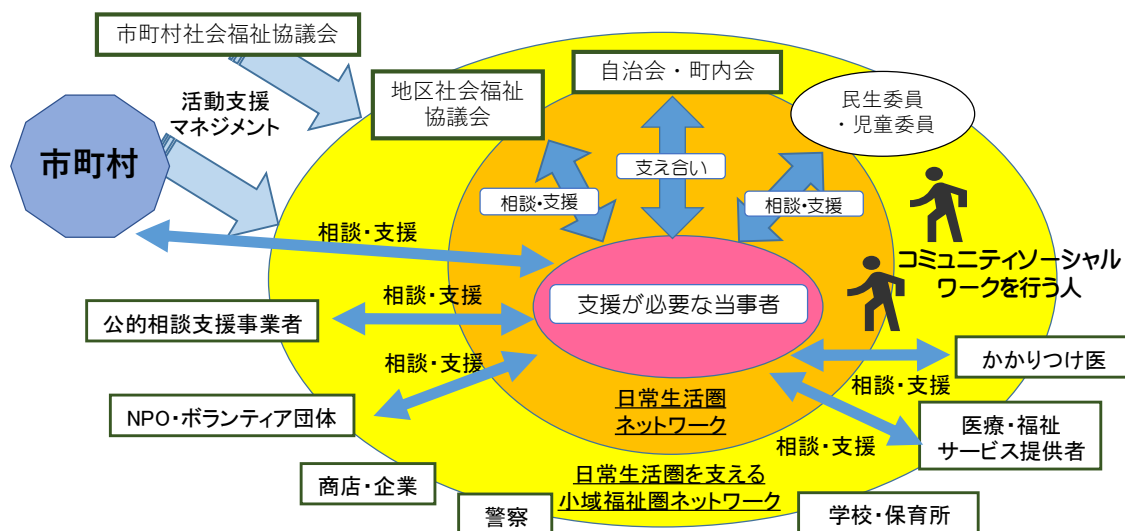 市町村社会福祉協議会
自治会・町内会
地区社会福祉
協議会
民生委員
・児童委員
活動支援
マネジメント
市町村
支え合い
相談・支援
相談・支援
相談・支援
コミュニティソーシャル
ワークを行う人
相談・支援
支援が必要な当事者
公的相談支援事業者
相談・支援
かかりつけ医
相談・支援
NPO・ボランティア団体
日常生活圏
ネットワーク
医療・福祉
サービス提供者
相談・支援
日常生活圏を支える
小域福祉圏ネットワーク
商店・企業
警察
学校・保育所